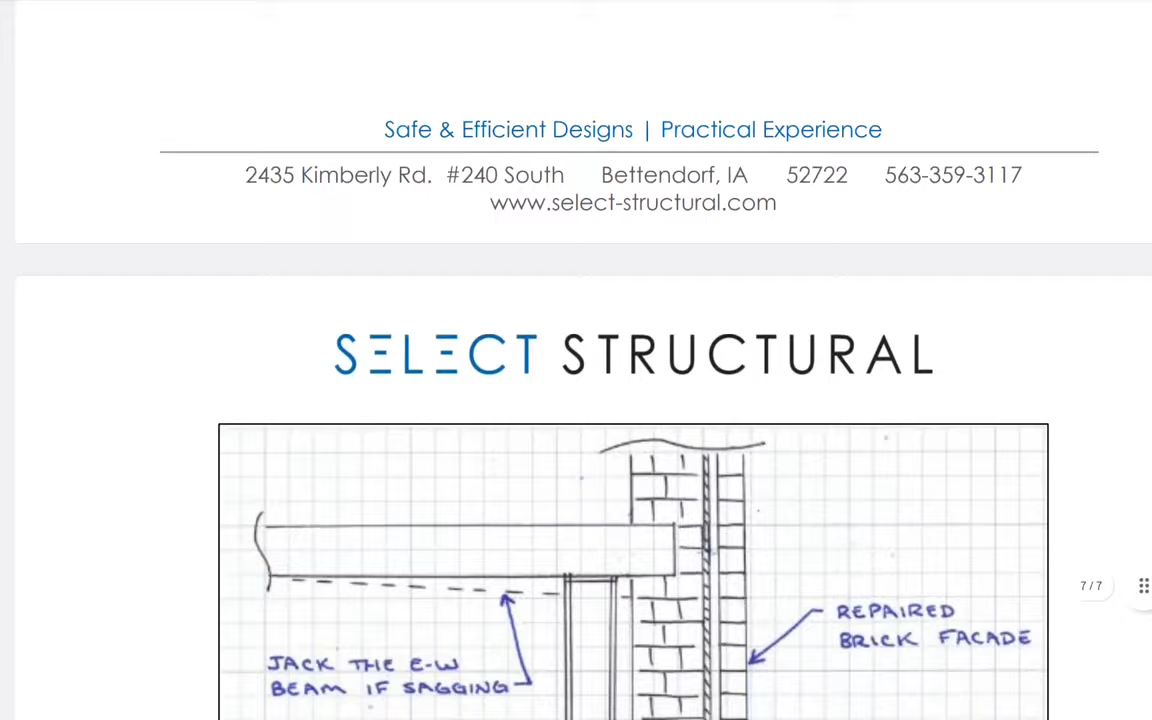 Safe & Efficient Designs | Practical Experience
2435 Kimberly Rd. #240 South Bettendorf, IA 52722 563-359-3117
www.select-structural.com
SELECT STRUCTURAL
7/7
REPAIRED
BRICK FACADE
JACK THE E-W
BEAM IF SAGGING